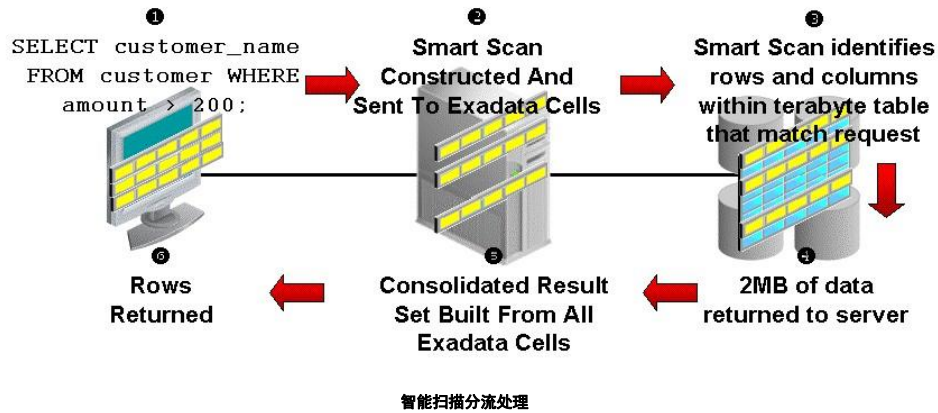 ❶
SELECT customer_name
FROM customer WHERE
amount > 200;
❷
Smart Scan
Constructed And
Sent To Exadata Cells
❸
Smart Scan identifies
rows and columns
within terabyte table
that match request
❹
2MB of data
returned to server
❺
Consolidated Result
Set Built From All
Exadata Cells
❻
Rows
Returned
智能扫描分流处理